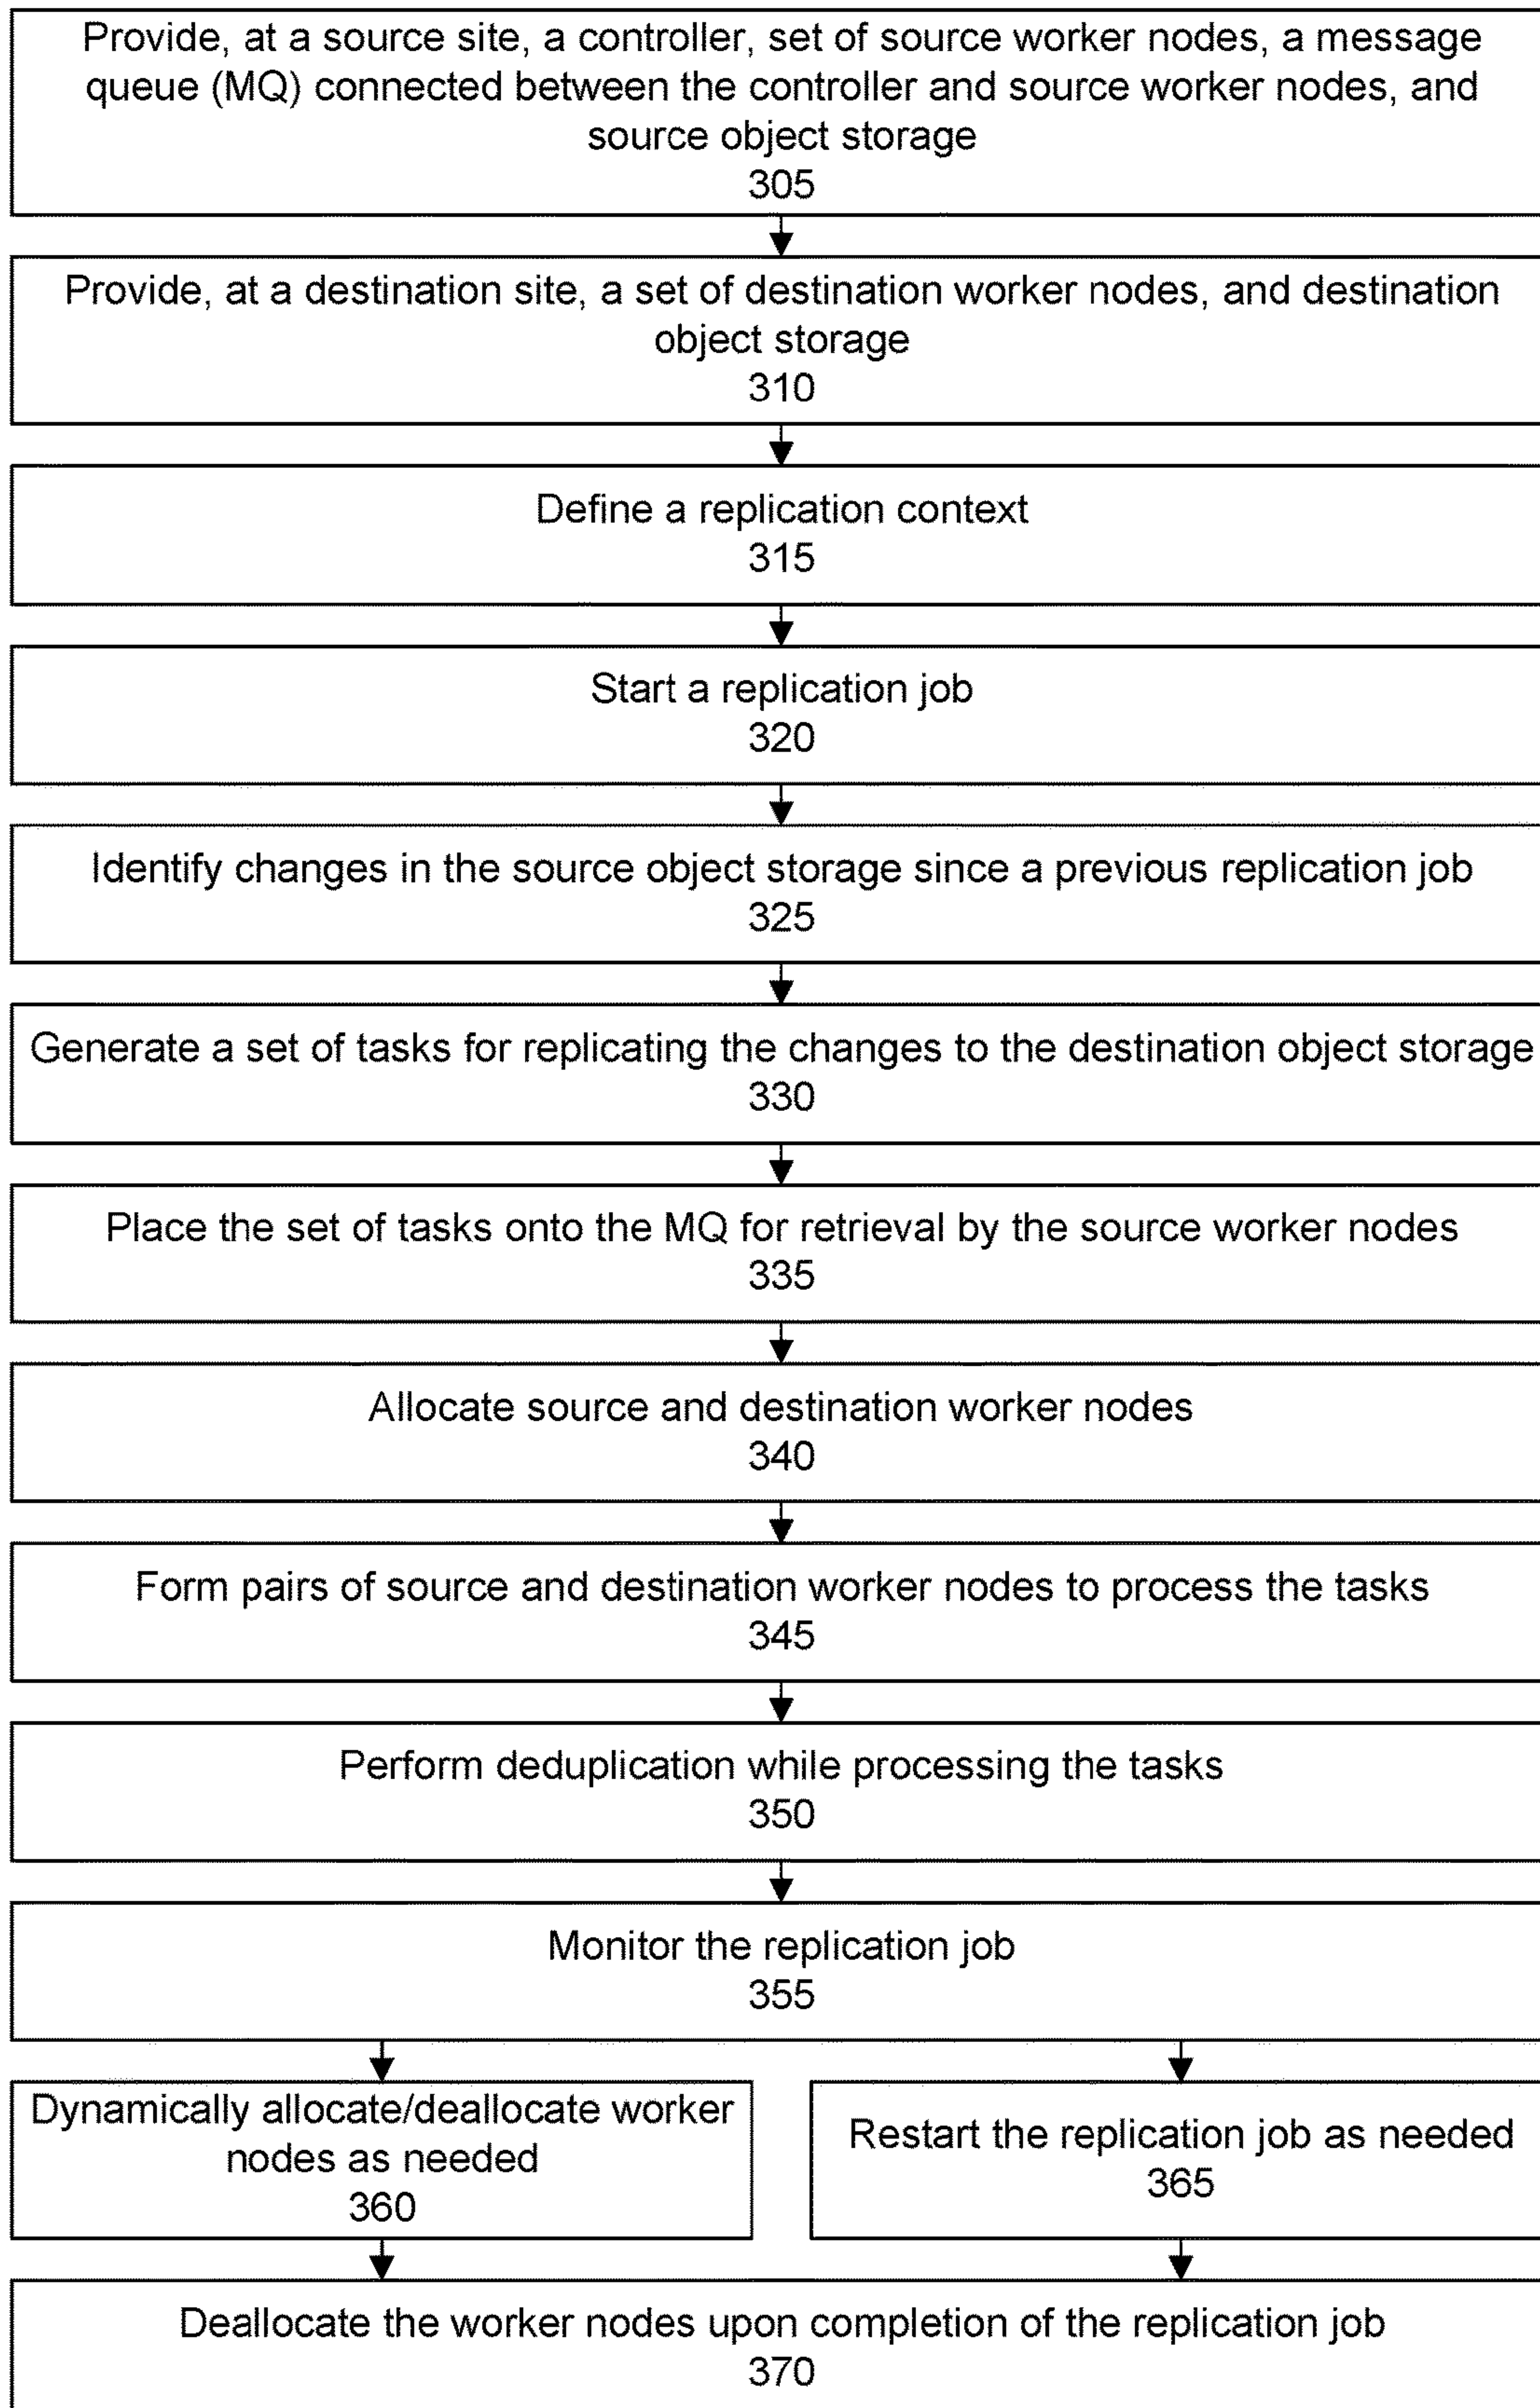 Provide, at a source site, a controller, set of source worker nodes, a message
queue (MQ) connected between the controller and source worker nodes, and
source object storage
305
Provide, at a destination site, a set of destination worker nodes, and destination
object storage
310
Define a replication context
315
Start a replication job
320
Identify changes in the source object storage since a previous replication job
325
Generate a set of tasks for replicating the changes to the destination object storage
330
Place the set of tasks onto the MQ for retrieval by the source worker nodes
335
Allocate source and destination worker nodes
340
Form pairs of source and destination worker nodes to process the tasks
345
Perform deduplication while processing the tasks
350
Monitor the replication job
355
Dynamically allocate/deallocate worker
nodes as needed
360
Restart the replication job as needed
365
Deallocate the worker nodes upon completion of the replication job
370